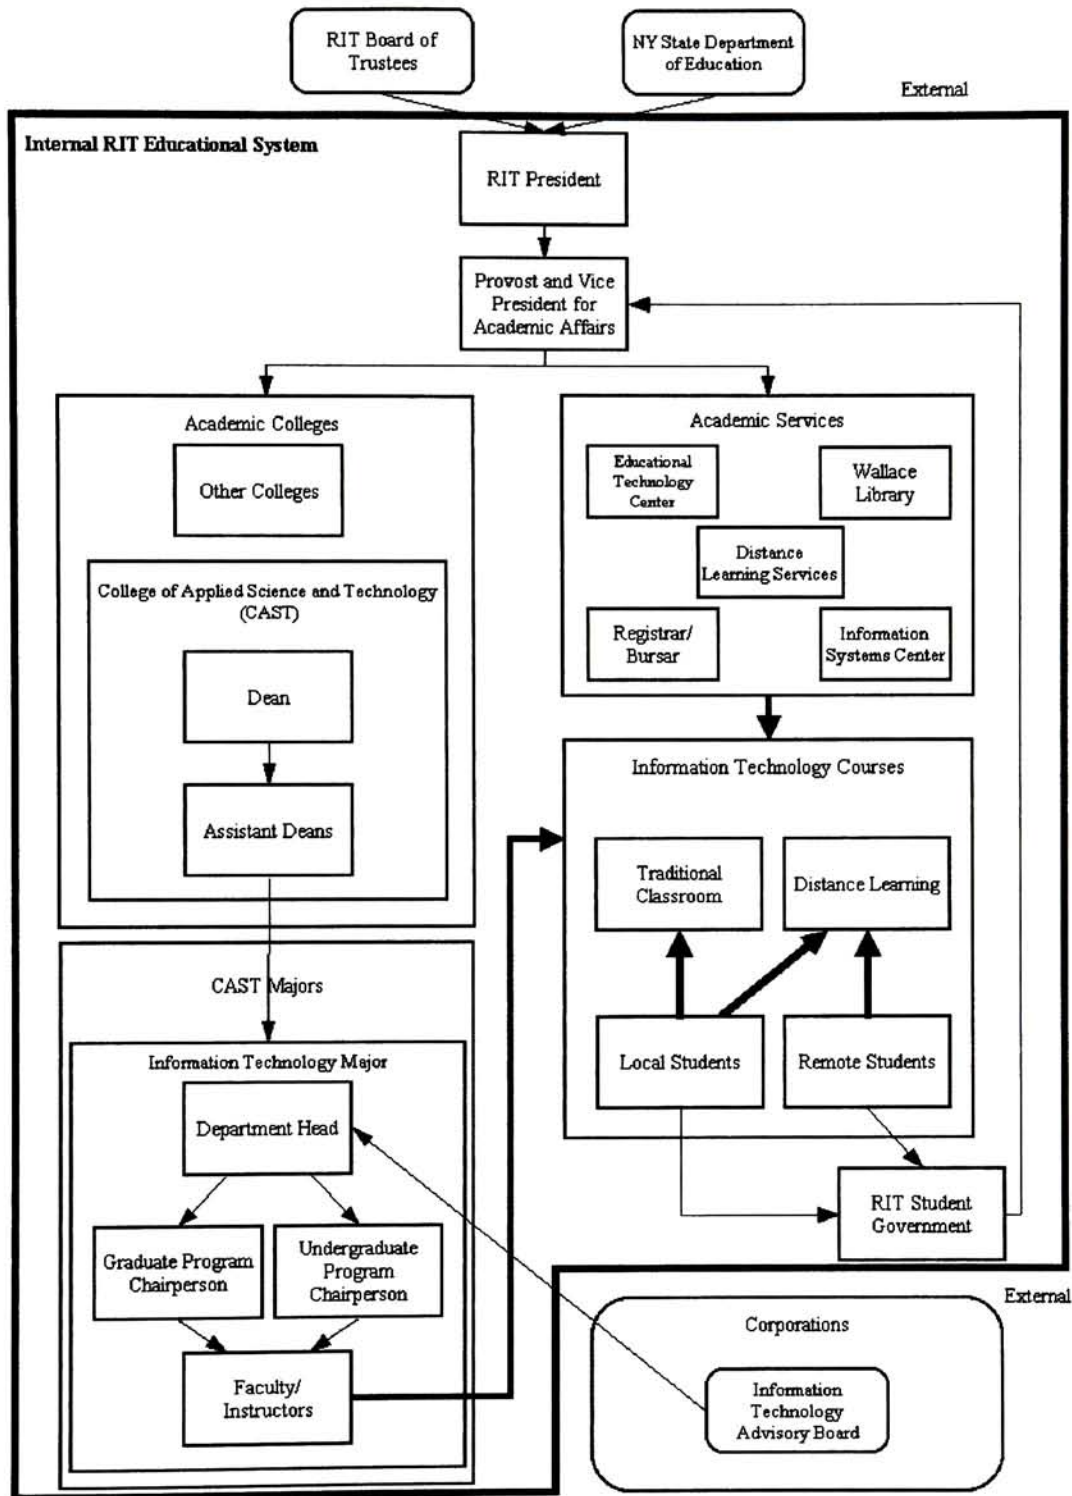 RIT Board of
Trustees
NY State Department
of Education
External
Internal RIT Educational System
RIT President
Provost and Vice
President for
Academic Affairs
Academic Colleges
Other Colleges
College of Applied Science and Technology
(CAST)
Dean
Assistant Deans
Academic Services
Educational
Technology
Center
Wallace
Library
Distance
Learning Services
Registrar/
Bursar
Information
Systems Center
Information Technology Courses
Traditional
Classroom
Distance Learning
Local Students
Remote Students
RIT Student
Government
CAST Majors
Information Technology Major
Department Head
Graduate Program
Chairperson
Undergraduate
Program
Chairperson
Faculty/
Instructors
External
Corporations
Information
Technology
Advisory Board